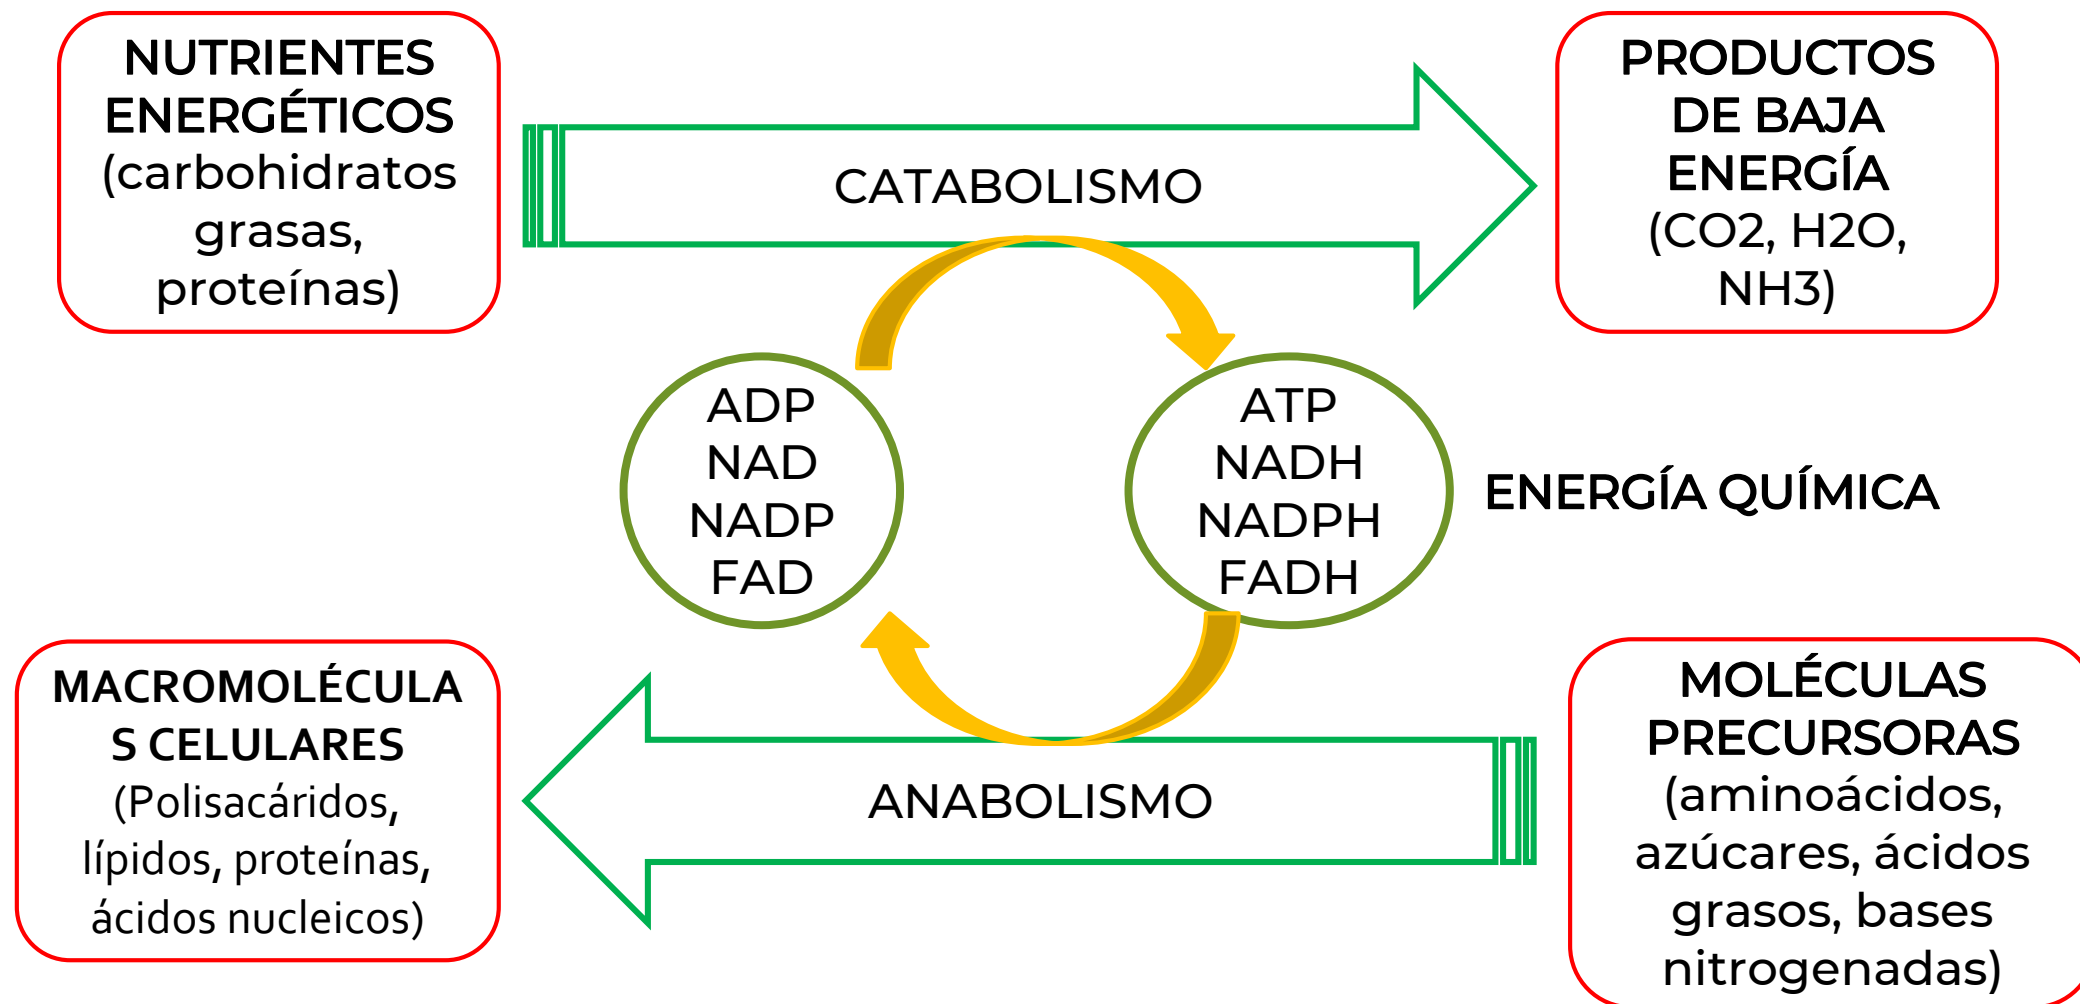 NUTRIENTES
ENERGÉTICOS
(carbohidratos
grasas,
proteínas)
CATABOLISMO
PRODUCTOS
DE BAJA
ENERGÍA
(CO2, H2O,
NH3)
ADP
NAD
NADP
FAD
ATP
NADH
NADPH
FADH
ENERGÍA QUÍMICA
MACROMOLÉCULA
S CELULARES
(Polisacáridos,
lípidos, proteínas,
ácidos nucleicos)
ANABOLISMO
MOLÉCULAS
PRECURSORAS
(aminoácidos,
azúcares, ácidos
grasos, bases
nitrogenadas)